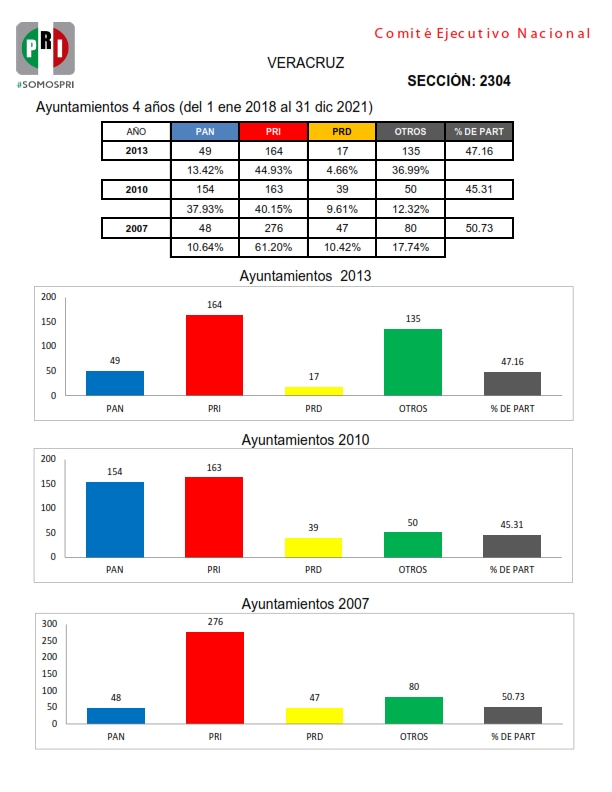 Comité Ejecutivo Nacional
PRI
#SOMOSPRI
VERACRUZ
SECCIÓN: 2304
Ayuntamientos 4 años (del 1 ene 2018 al 31 dic 2021)
AÑO PAN PRI PRD OTROS % DE PART
2013 49 164 17 135 47.16
13.42% 44.93% 4.66% 36.99%
2010 154 163 39 50 45.31
37.93% 40.15% 9.61% 12.32%
2007 48 276 47 80 50.73
10.64% 61.20% 10.42% 17.74%
Ayuntamientos 2013
200
150
100
50
0
49 164 17 135 47.16
PAN PRI PRD OTROS % DE PART
Ayuntamientos 2010
200
150
100
50
0
154 163 39 50 45.31
PAN PRI PRD OTROS % DE PART
Ayuntamientos 2007
300
250
200
150
100
50
0
48 276 47 80 50.73
PAN PRI PRD OTROS % DE PART